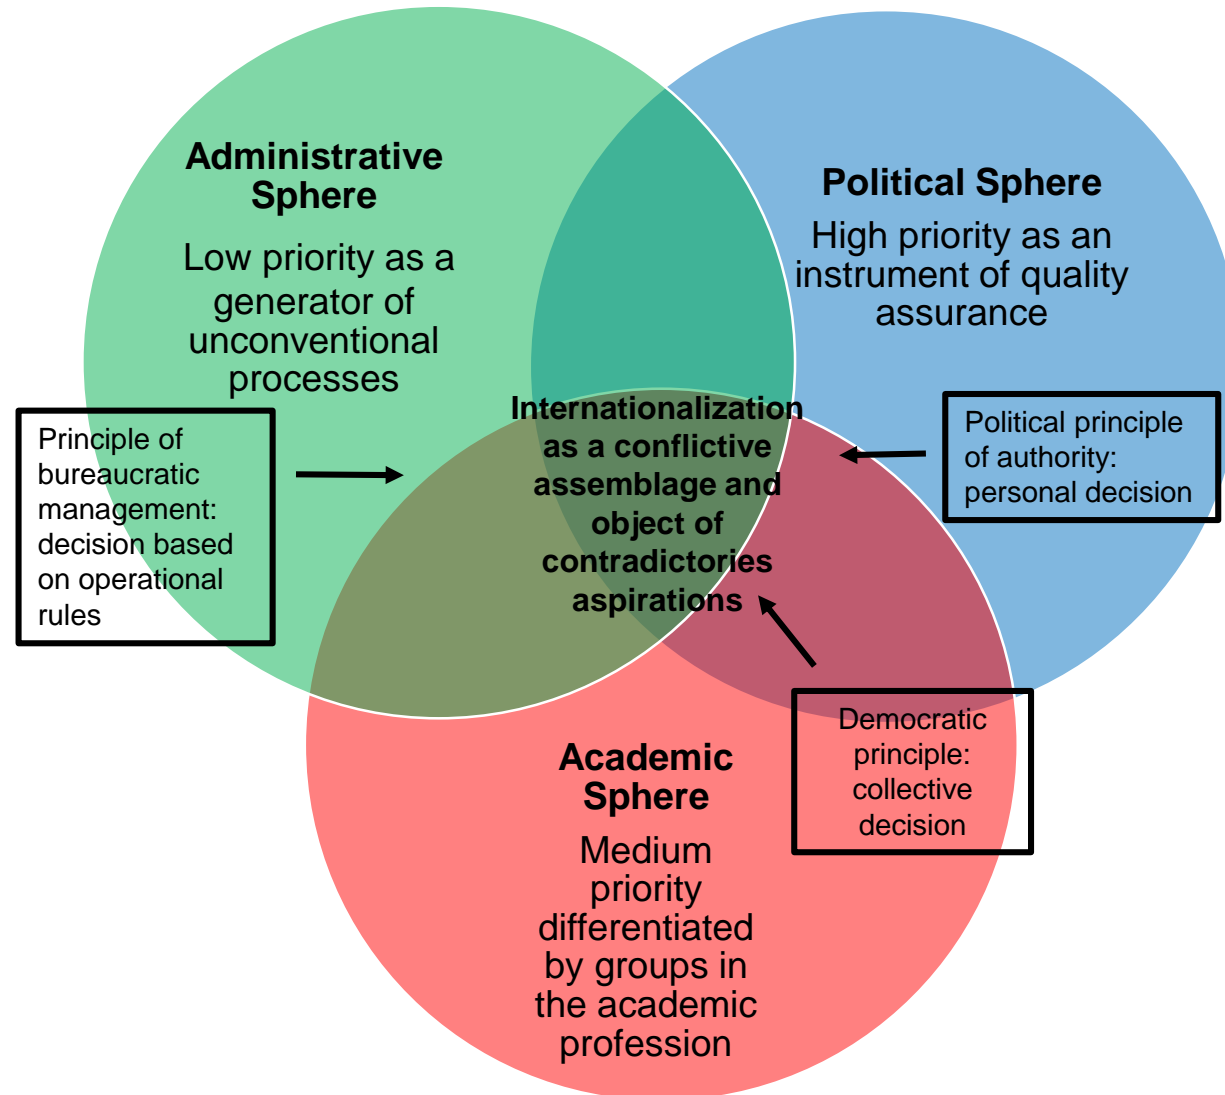 Administrative
Sphere
Low priority as a
generator of
unconventional
processes
Political Sphere
High priority as an
instrument of quality
assurance
Principle of
bureaucratic
management:
decision based
on operational
rules
Internationalization
as a conflictive
assemblage and
object of
contradictories
aspirations
Political principle
of authority:
personal decision
Democratic
principle:
collective
decision
Academic
Sphere
Medium
priority
differentiated
by groups in
the academic
profession